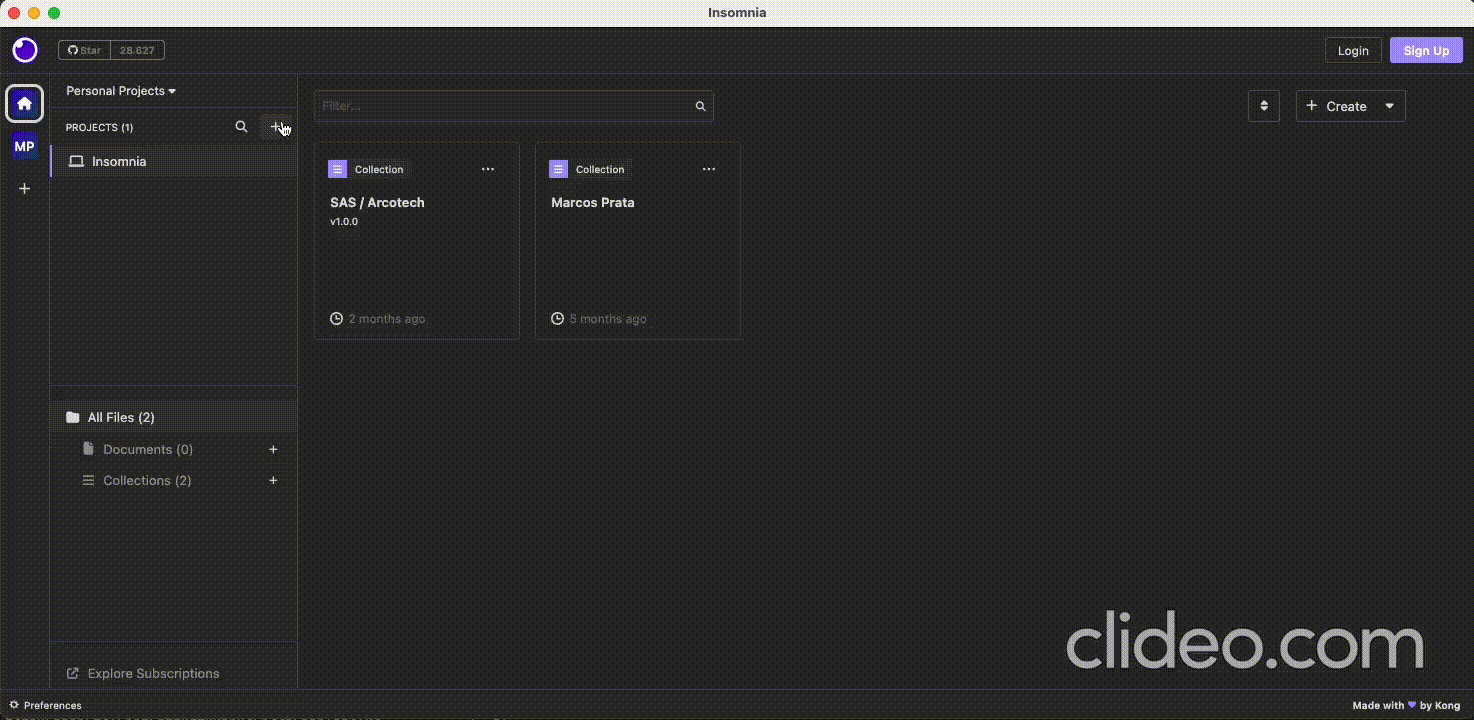 Insomnia
Star 28.627
Login Sign Up
Personal Projects
Filter...
Create
PROJECTS (1)
MP
Insomnia
Collection
SAS / Arcotech
v1.0.0
2 months ago
Collection
Marcos Prata
5 months ago
All Files (2)
Documents (0)
Collections (2)
Explore Subscriptions
clideo.com
Preferences
Made with by Kong